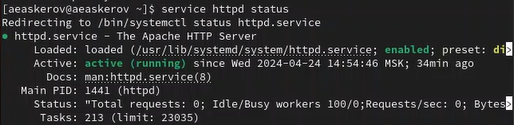 [aeaskerov@aeaskerov ~]$ service httpd status
Redirecting to /bin/systemctl status httpd.service
● httpd.service - The Apache HTTP Server
Loaded: loaded (/usr/lib/systemd/system/httpd.service; enabled; preset: di>
Active: active (running) since Wed 2024-04-24 14:54:46 MSK; 34min ago
Docs: man:httpd.service(8)
Main PID: 1441 (httpd)
Status: "Total requests: 0; Idle/Busy workers 100/0;Requests/sec: 0; Bytes>
Tasks: 213 (limit: 23035)